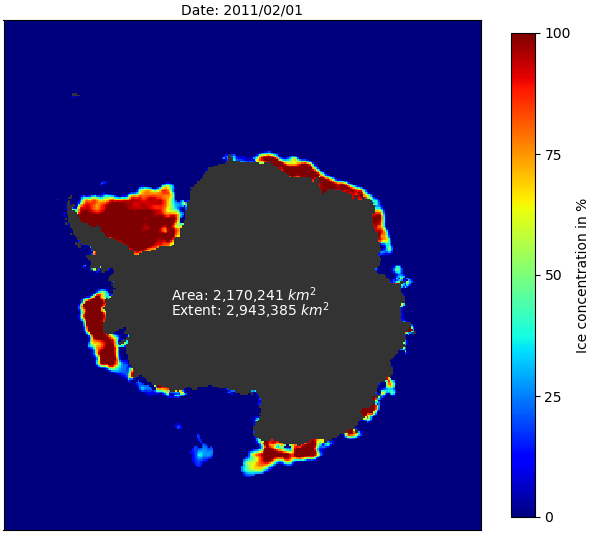 Date: 2011/02/01
Area: 2,170,241 km²
Extent: 2,943,385 km²
100
75
50
25
0
Ice concentration in %